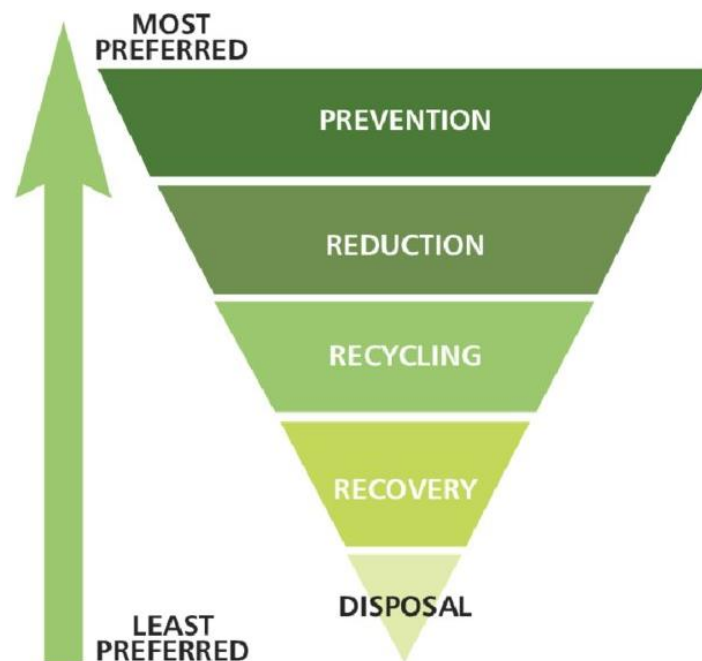 MOST
PREFERRED
PREVENTION
REDUCTION
RECYCLING
RECOVERY
DISPOSAL
LEAST
PREFERRED